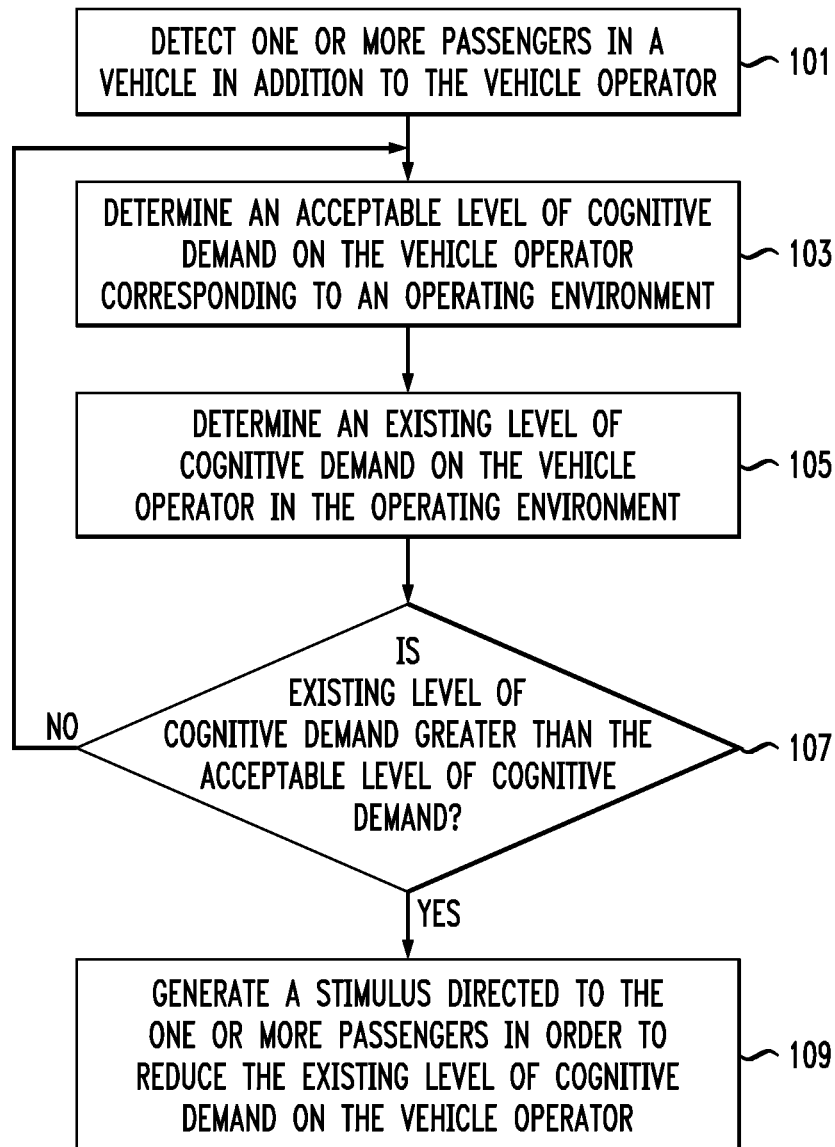 DETECT ONE OR MORE PASSENGERS IN A
VEHICLE IN ADDITION TO THE VEHICLE OPERATOR
101
DETERMINE AN ACCEPTABLE LEVEL OF COGNITIVE
DEMAND ON THE VEHICLE OPERATOR
CORRESPONDING TO AN OPERATING ENVIRONMENT
103
DETERMINE AN EXISTING LEVEL OF
COGNITIVE DEMAND ON THE VEHICLE
OPERATOR IN THE OPERATING ENVIRONMENT
105
IS
EXISTING LEVEL OF
COGNITIVE DEMAND GREATER THAN THE
ACCEPTABLE LEVEL OF COGNITIVE
DEMAND?
NO
107
YES
GENERATE A STIMULUS DIRECTED TO THE
ONE OR MORE PASSENGERS IN ORDER TO
REDUCE THE EXISTING LEVEL OF COGNITIVE
DEMAND ON THE VEHICLE OPERATOR
109